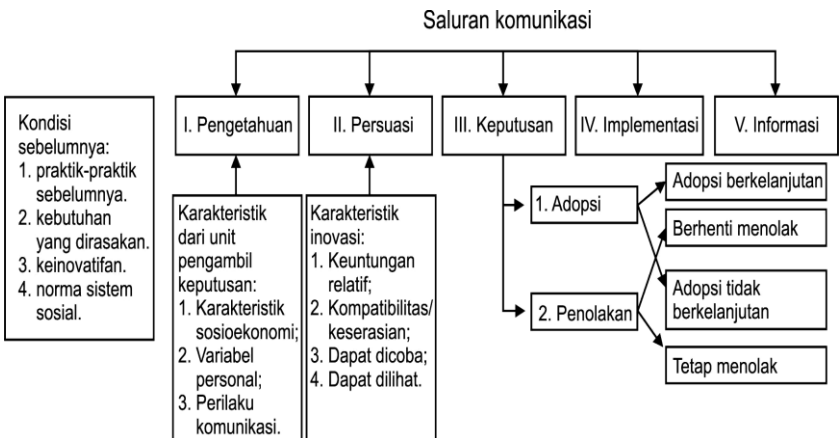 Saluran komunikasi
Kondisi
sebelumnya:
1. praktik-praktik
sebelumnya.
2. kebutuhan
yang dirasakan.
3. keinovatifan.
4. norma sistem
sosial.
I. Pengetahuan
II. Persuasi
III. Keputusan
IV. Implementasi
V. Informasi
Karakteristik
dari unit
pengambil
keputusan:
1. Karakteristik
sosioekonomi;
2. Variabel
personal;
3. Perilaku
komunikasi.
Karakteristik
inovasi:
1. Keuntungan
relatif;
2. Kompatibilitas/
keserasian;
3. Dapat dicoba;
4. Dapat dilihat.
1. Adopsi
2. Penolakan
Adopsi berkelanjutan
Berhenti menolak
Adopsi tidak
berkelanjutan
Tetap menolak